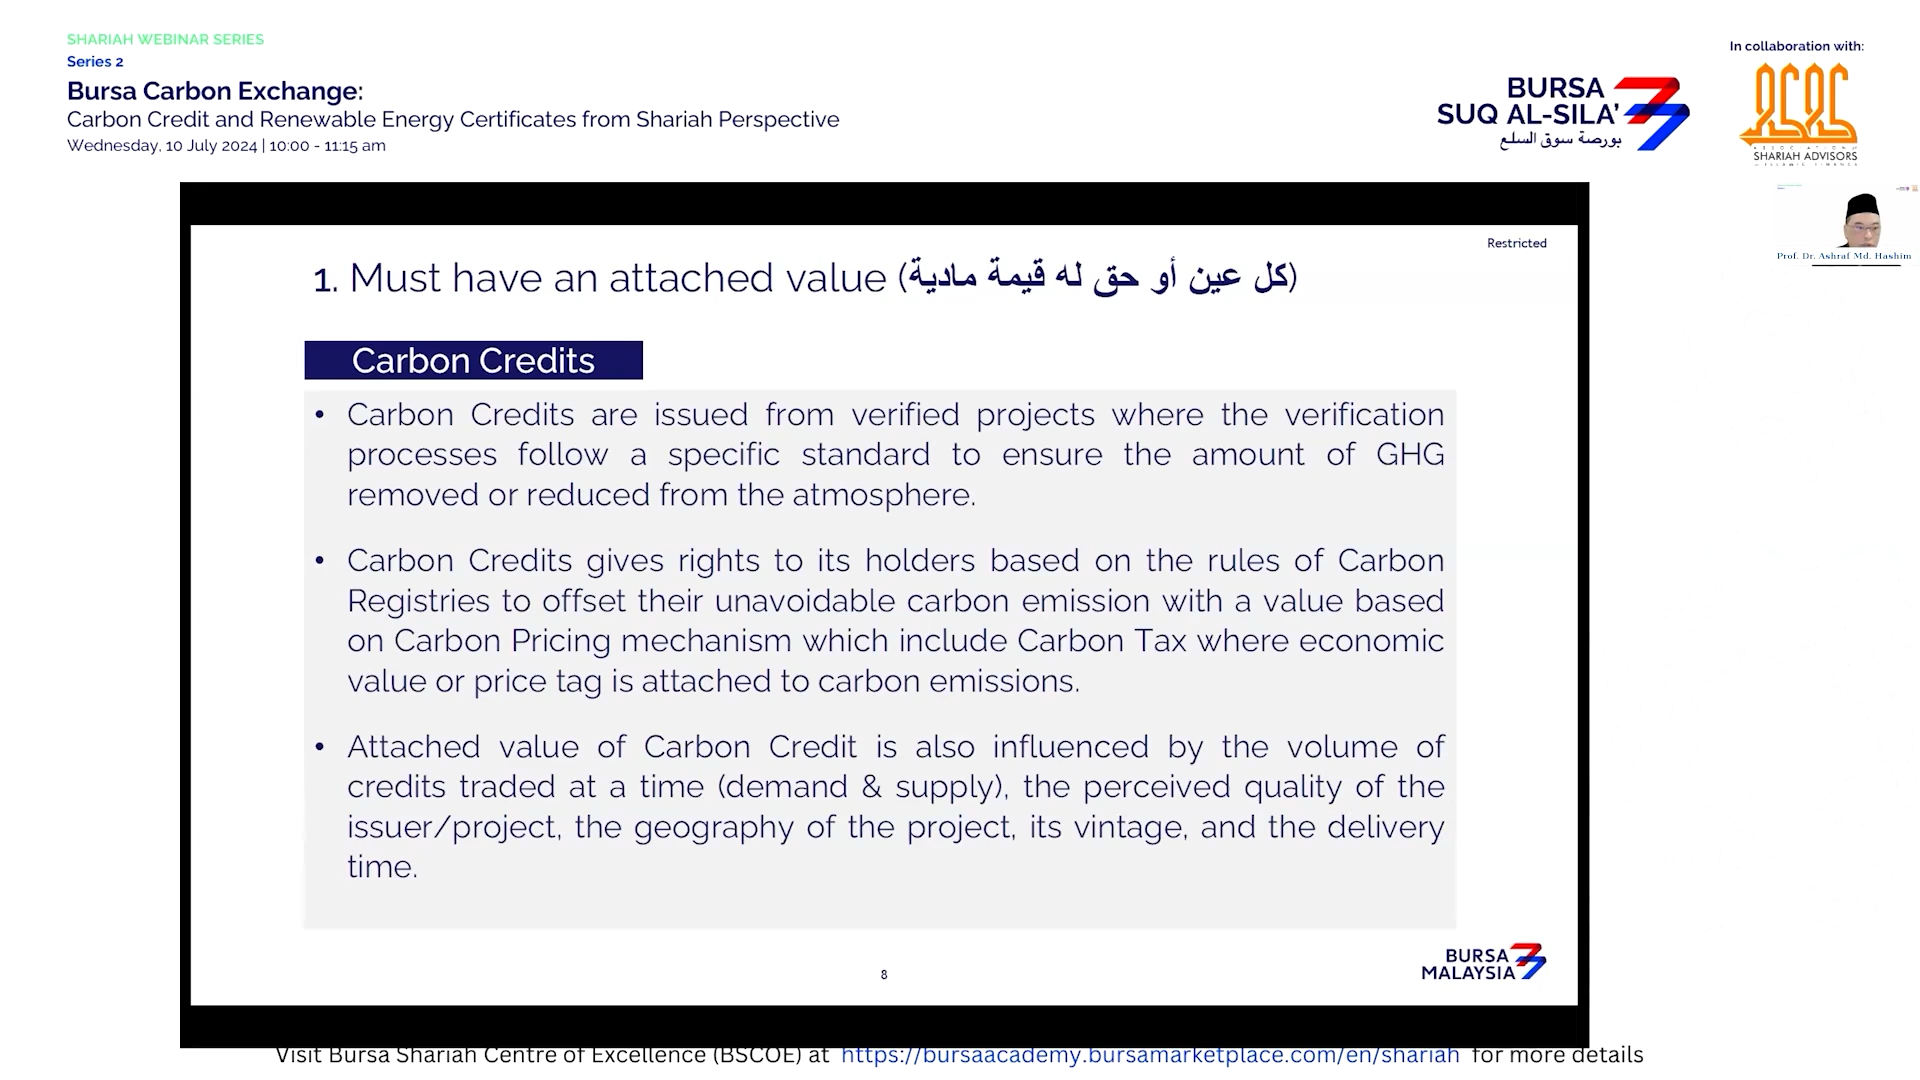 SHARIAH WEBINAR SERIES
Series 2
Bursa Carbon Exchange:
Carbon Credit and Renewable Energy Certificates from Shariah Perspective
Wednesday, 10 July 2024 | 10:00 - 11:15 am
BURSA
SUQ AL-SILA'
بورصة سوق السلع
In collaboration with:
SHARIAH ADVISORS
Prof. Dr. Ashraf Md. Hashim
Restricted
1. Must have an attached value (كل عين أو حق له قيمة مادية)
Carbon Credits
• Carbon Credits are issued from verified projects where the verification
processes follow a specific standard to ensure the amount of GHG
removed or reduced from the atmosphere.
• Carbon Credits gives rights to its holders based on the rules of Carbon
Registries to offset their unavoidable carbon emission with a value based
on Carbon Pricing mechanism which include Carbon Tax where economic
value or price tag is attached to carbon emissions.
• Attached value of Carbon Credit is also influenced by the volume of
credits traded at a time (demand & supply), the perceived quality of the
issuer/project, the geography of the project, its vintage, and the delivery
time.
8
BURSA
MALAYSIA
Visit Bursa Shariah Centre of Excellence (BSCOE) at https://bursaacademy.bursamarketplace.com/en/shariah for more details